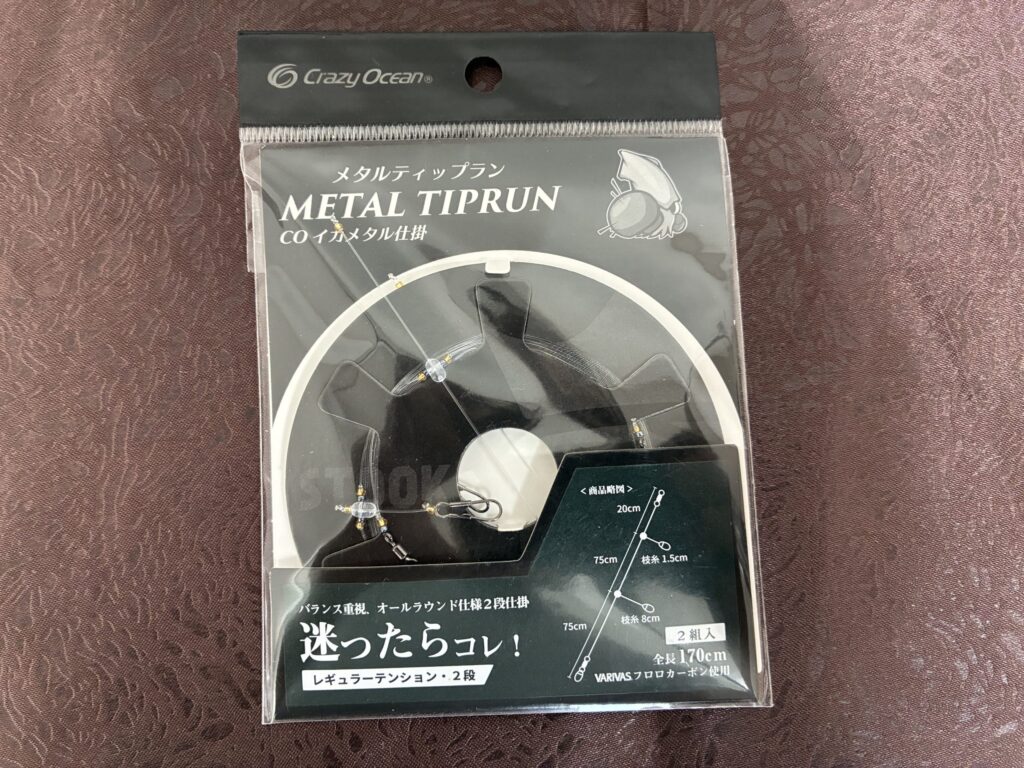 Crazy Ocean®
メタルティップラン
METAL TIPRUN
CO イカメタル仕掛
STOOK
<商品略図>
20cm
75cm
枝糸 1.5cm
枝糸 8cm
75cm
バランス重視、オールラウンド仕様2段仕掛
迷ったらコレ!
レギュラーテンション・2段
2組入
全長170cm
VARIVAS フロロカーボン使用